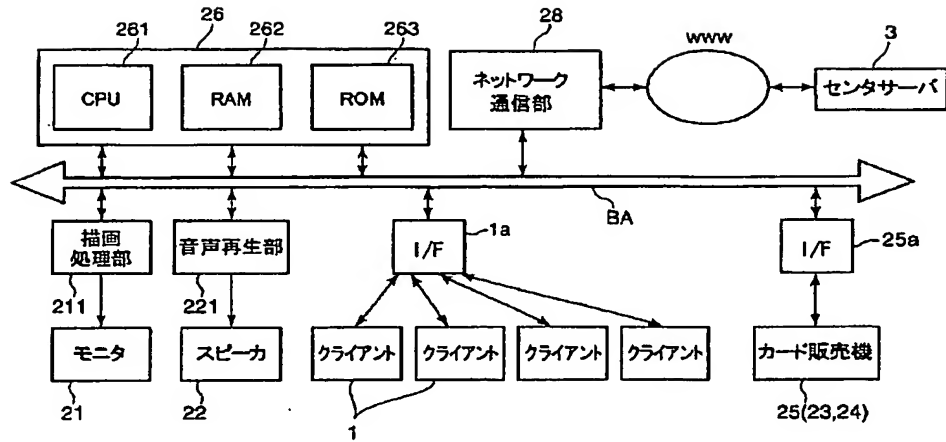 261
26
262
263
28
WWW
3
CPU
RAM
ROM
ネットワーク
通信部
センタサーバ
BA
描画
処理部
211
音声再生部
221
I/F
1a
I/F
25a
モニタ
21
スピーカ
22
クライアント
クライアント
クライアント
クライアント
1
カード販売機
25(23,24)